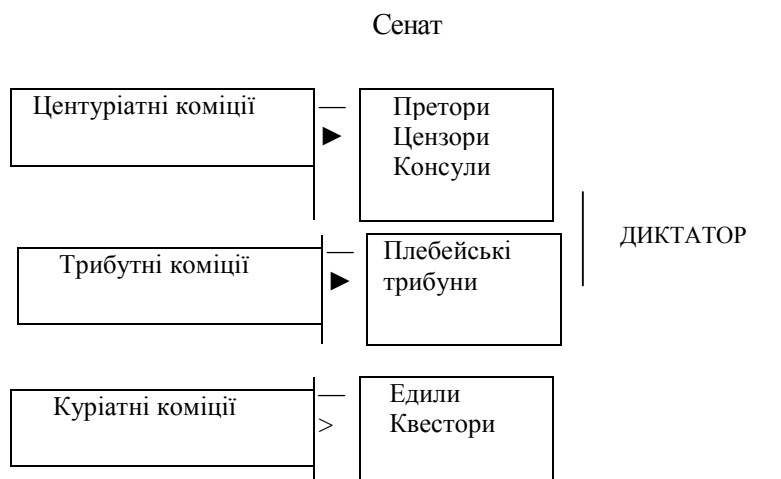 Сенат
Центуріатні коміції
—
►
Претори
Цензори
Консули
ДИКТАТОР
Трибутні коміції
—
►
Плебейські
трибуни
Куріатні коміції
—
>
Едили
Квестори